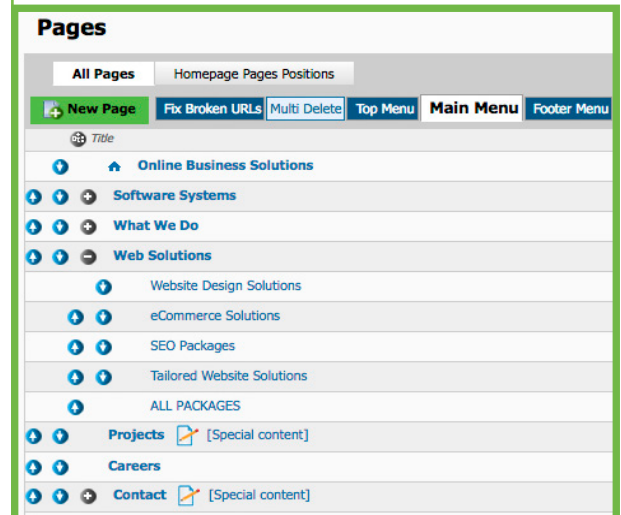 Pages
All Pages Homepage Pages Positions
New Page Fix Broken URLs Multi Delete Top Menu Main Menu Footer Menu
Title
Online Business Solutions
Software Systems
What We Do
Web Solutions
Website Design Solutions
eCommerce Solutions
SEO Packages
Tailored Website Solutions
ALL PACKAGES
Projects [Special content]
Careers
Contact [Special content]